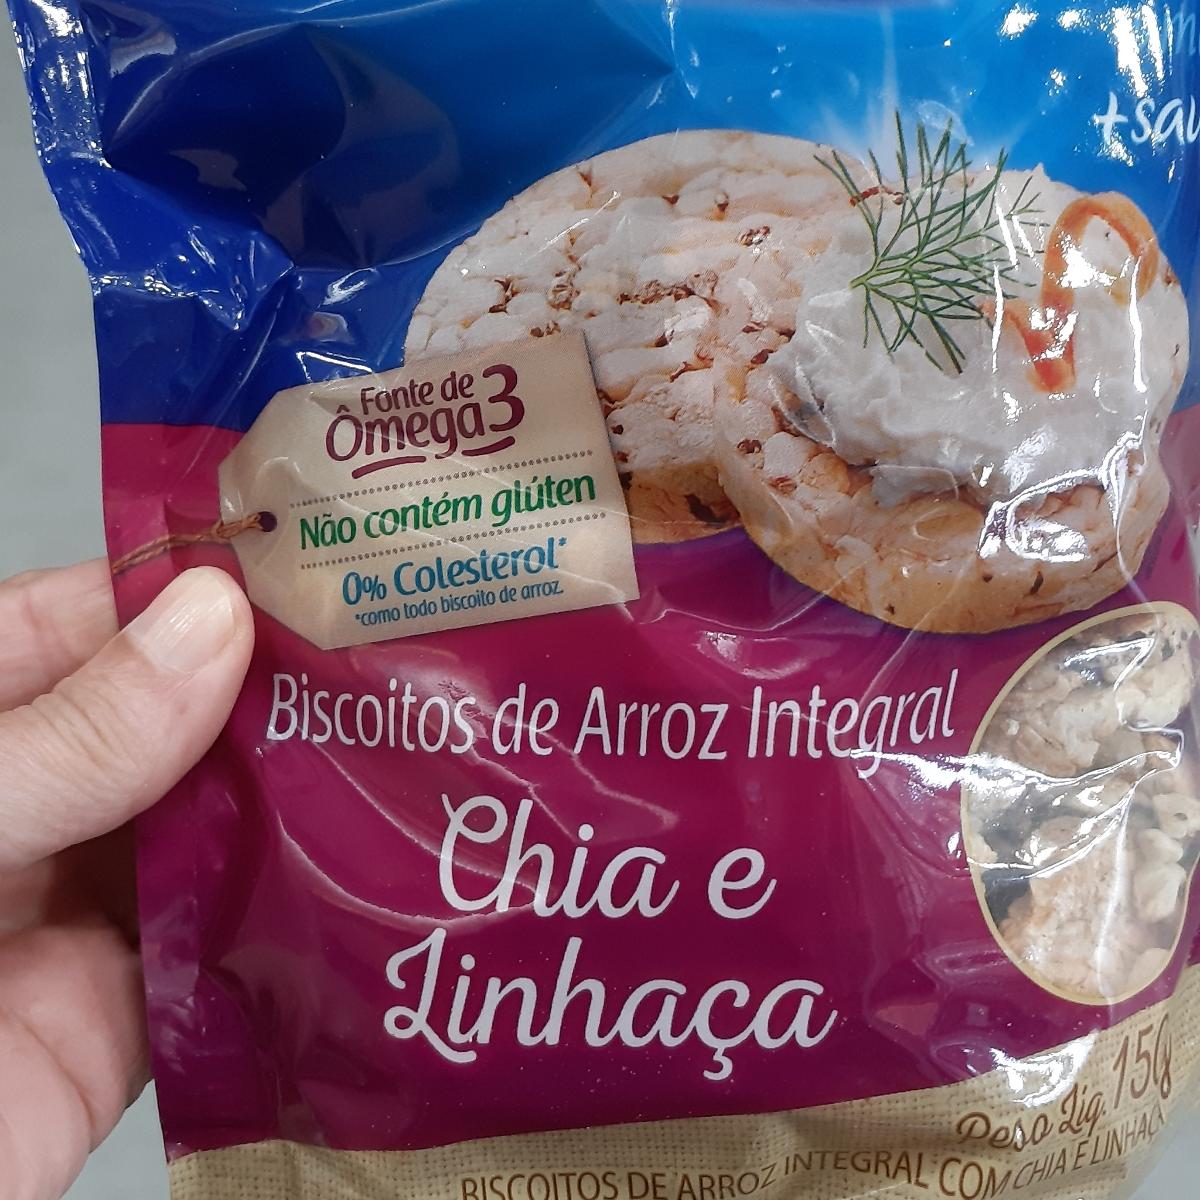 Fonte de
Ômega 3
Não contém glúten
0% Colesterol*
*como todo biscoito de arroz.
Biscoitos de Arroz Integral
Chia e
Linhaça
Peso Liq. 150g
BISCOITOS DE ARROZ INTEGRAL COM CHIA E LINHAÇA